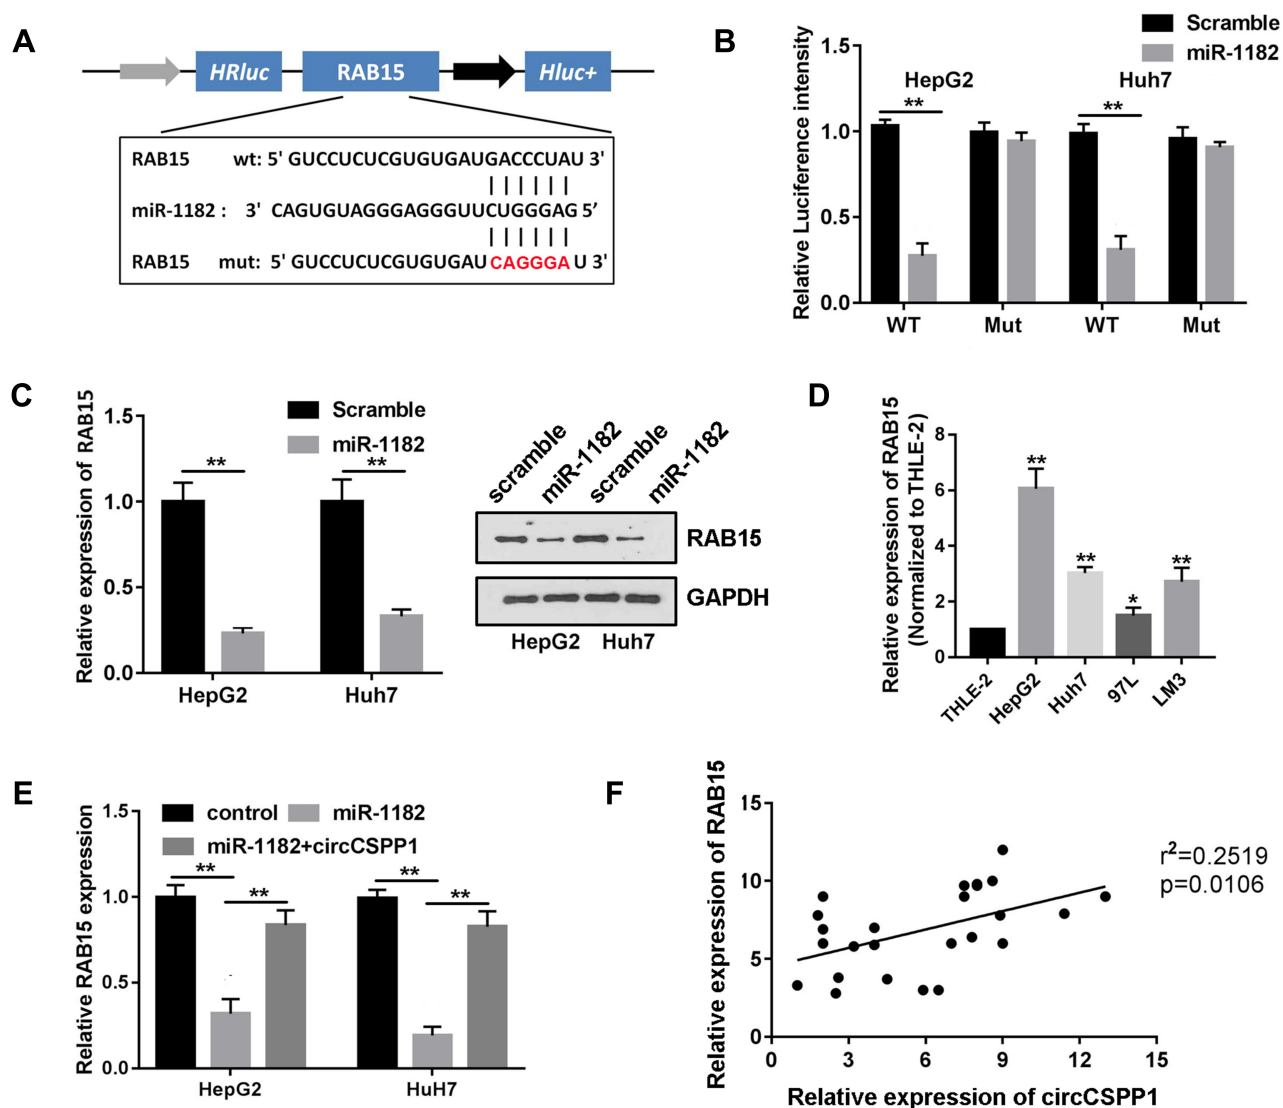 A
HRluc RAB15 Hluc+
RAB15 wt: 5' GUCCUCUCGUGUGAUGACCCUAU 3'
miR-1182 : 3' CAGUGUAGGGAGGGUUCUGGGAG 5’
RAB15 mut: 5' GUCCUCUCGUGUGAUCAGGGAU 3'
B
Scramble
miR-1182
Relative Luciference intensity
1.5
1.0
0.5
0.0
HepG2 Huh7
** **
WT Mut WT Mut
C
Relative expression of RAB15
1.5
1.0
0.5
0.0
Scramble
miR-1182
** **
HepG2 Huh7
scramble miR-1182 scramble miR-1182
RAB15
GAPDH
HepG2 Huh7
D
Relative expression of RAB15
(Normalized to THLE-2)
8
6
4
2
0
** ** * **
THLE-2 HepG2 Huh7 97L LM3
E
Relative RAB15 expression
1.5
1.0
0.5
0.0
control miR-1182
miR-1182+circCSPP1
** ** ** **
HepG2 HuH7
F
Relative expression of RAB15
15
10
5
0
r²=0.2519
p=0.0106
0 3 6 9 12 15
Relative expression of circCSPP1